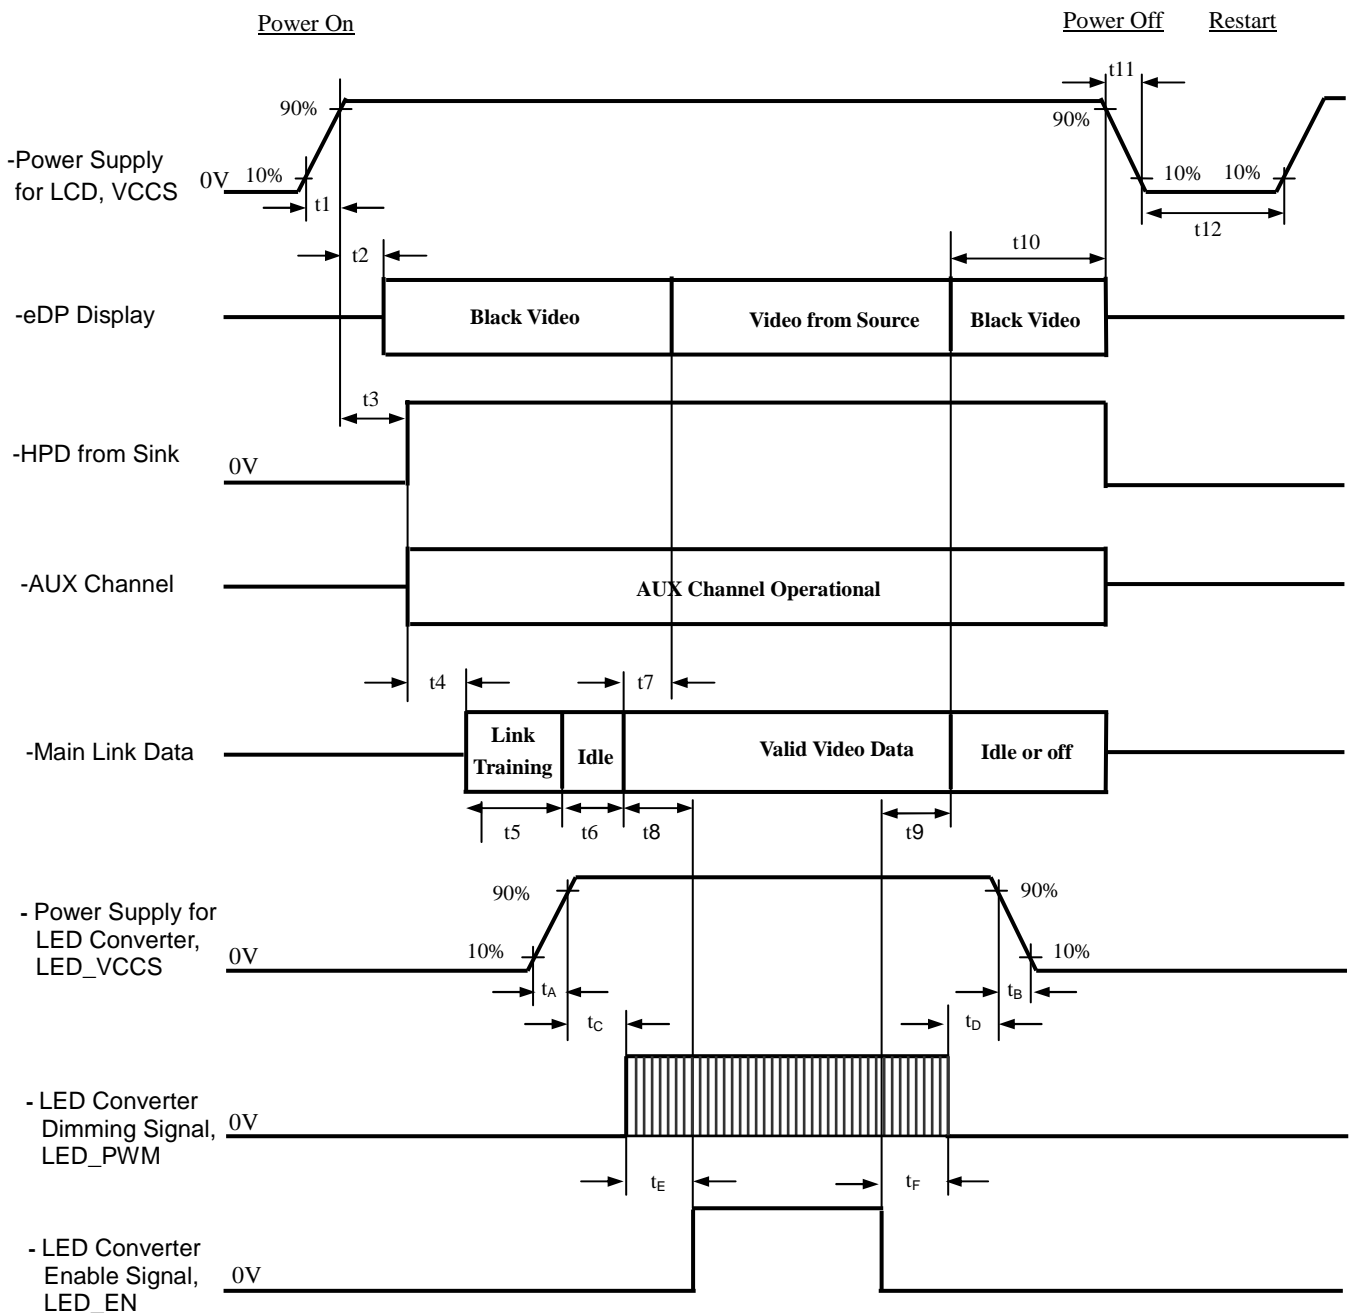 Power On
Power Off Restart
t11
90% 90%
-Power Supply
for LCD, VCCS
0V 10% 10% 10%
t1
t12
t2 t10
-eDP Display
Black Video Video from Source Black Video
t3
-HPD from Sink
0V
-AUX Channel
AUX Channel Operational
t4 t7
-Main Link Data
Link
Training
Idle
Valid Video Data
Idle or off
t5 t6 t8 t9
90% 90%
- Power Supply for
LED Converter,
LED_VCCS
0V 10% 10%
tA tB
tC tD
- LED Converter
Dimming Signal,
LED_PWM
0V
tE tF
- LED Converter
Enable Signal,
LED_EN
0V